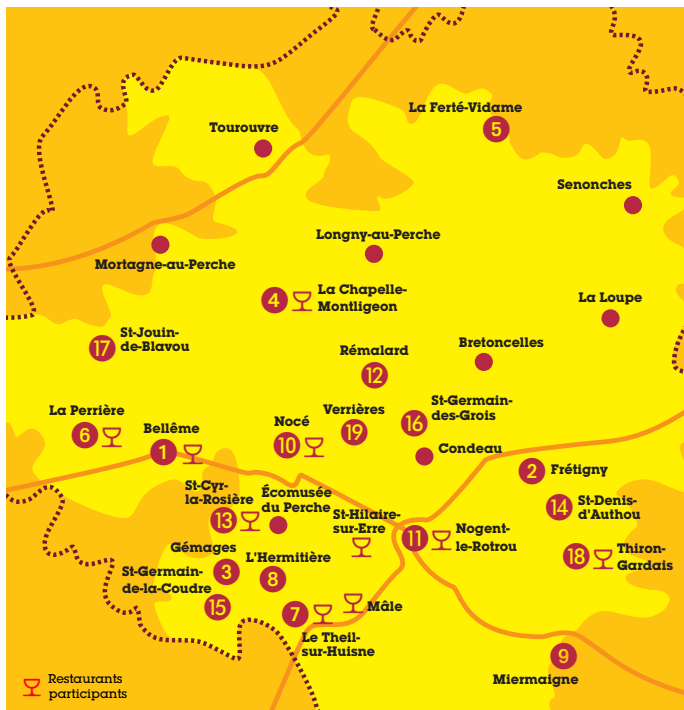 La Ferté-Vidame
5
Tourouvre
Senonches
Longny-au-Perche
Mortagne-au-Perche
4
La Chapelle-
Montligeon
La Loupe
St-Jouin-
de-Blavou
17
Bretoncelles
Rémalard
12
La Perrière
6
Bellême
1
Nocé
10
Verrières
19
St-Germain-
des-Grois
16
Condeau
2
Frétigny
St-Cyr-
la-Rosière
13
Écomusée
du Perche
St-Hilaire-
sur-Erre
11
Nogent-
le-Rotrou
14
St-Denis-
d'Authou
18
Thiron-
Gardais
Gémages
3
L'Hermitière
8
St-Germain-
de-la-Coudre
15
7
Le Theil-
sur-Huisne
Mâle
9
Miermaigne
Restaurants
participants